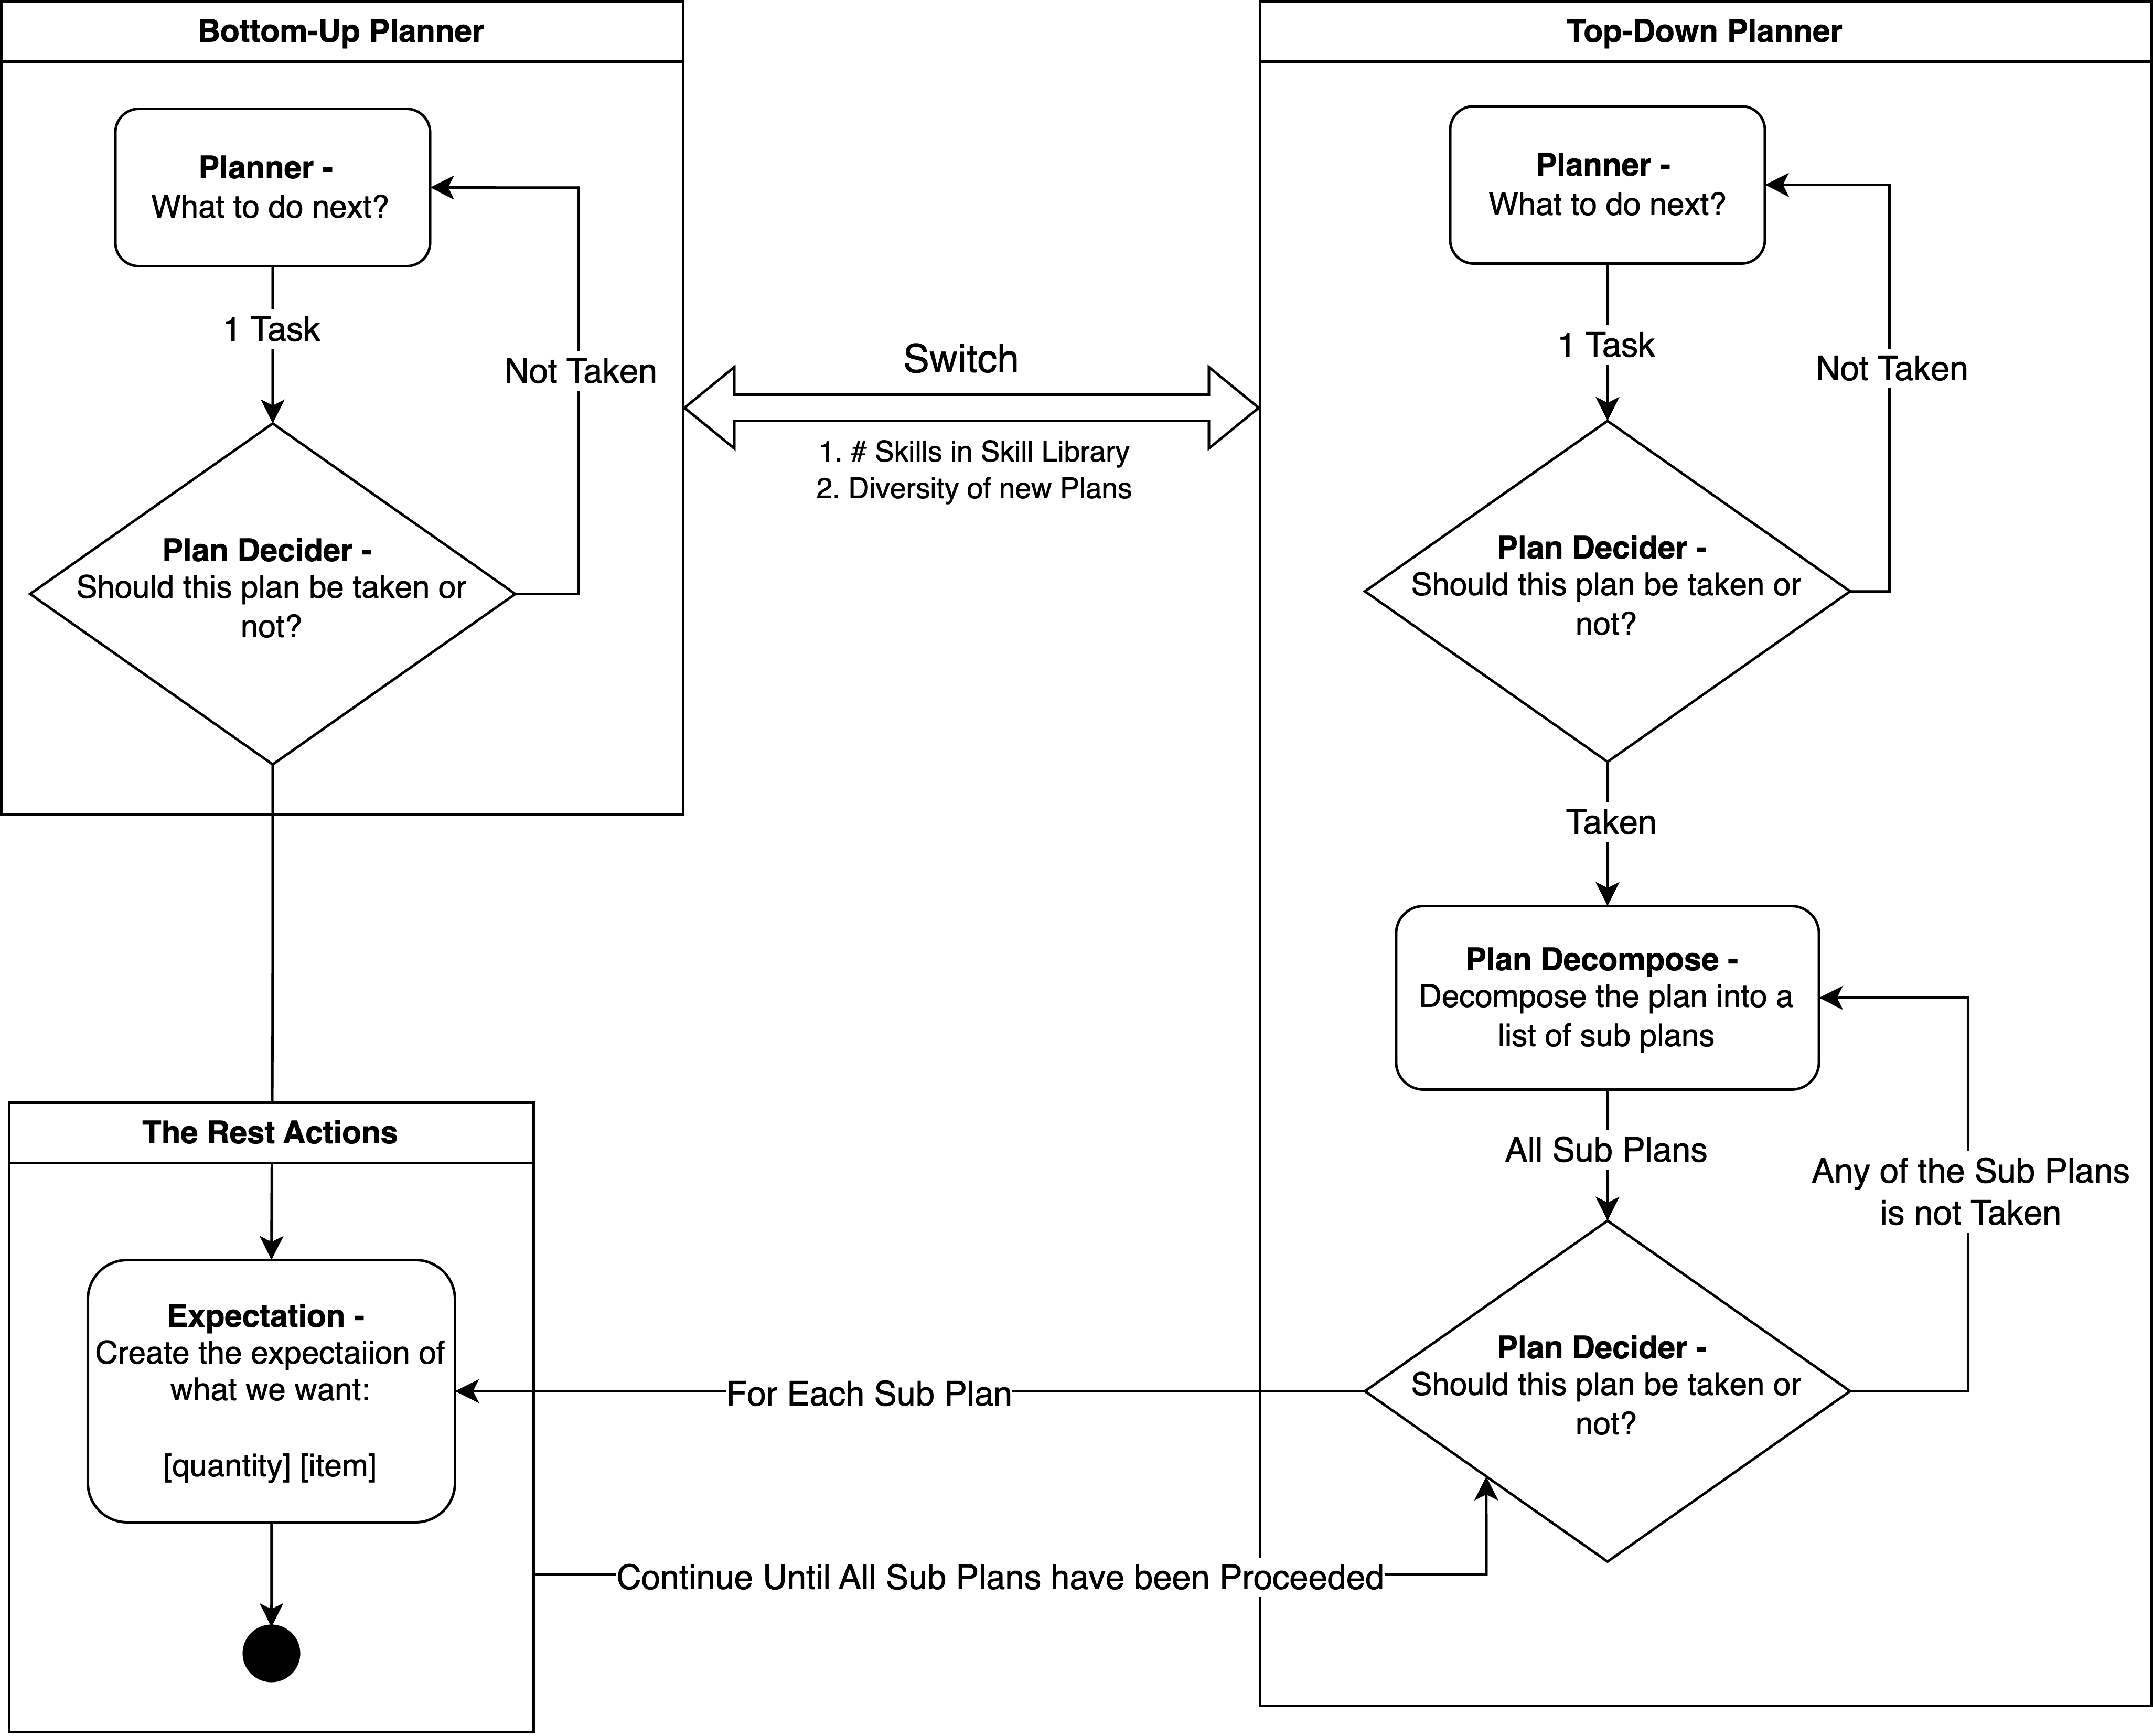 Bottom-Up Planner
Planner -
What to do next?
1 Task
Not Taken
Plan Decider -
Should this plan be taken or
not?
Switch
1. # Skills in Skill Library
2. Diversity of new Plans
Top-Down Planner
Planner -
What to do next?
1 Task
Not Taken
Plan Decider -
Should this plan be taken or
not?
Taken
Plan Decompose -
Decompose the plan into a
list of sub plans
All Sub Plans
Any of the Sub Plans
is not Taken
Plan Decider -
Should this plan be taken or
not?
The Rest Actions
Expectation -
Create the expectaiion of
what we want:
[quantity] [item]
For Each Sub Plan
Continue Until All Sub Plans have been Proceeded